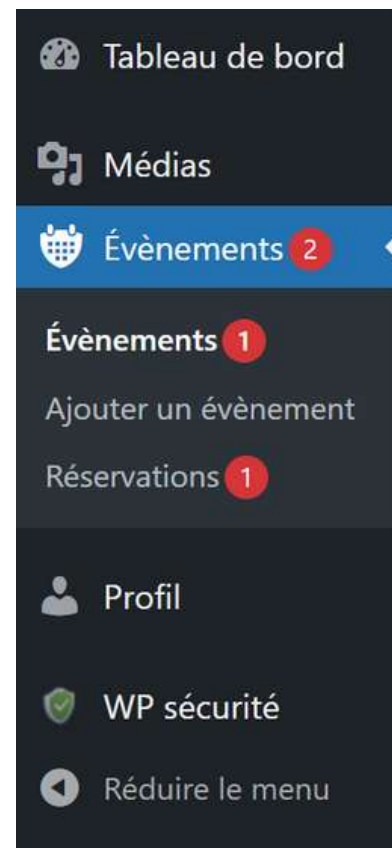 Tableau de bord
Médias
Évènements 2
Évènements 1
Ajouter un évènement
Réservations 1
Profil
WP sécurité
Réduire le menu